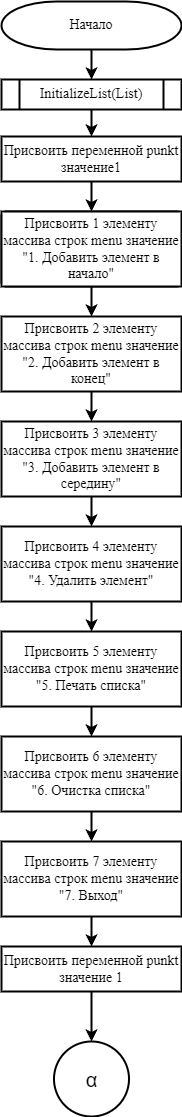 Начало
InitializeList(List)
Присвоить переменной punkt
значение1
Присвоить 1 элементу
массива строк menu значение
"1. Добавить элемент в
начало"
Присвоить 2 элементу
массива строк menu значение
"2. Добавить элемент в
конец"
Присвоить 3 элементу
массива строк menu значение
"3. Добавить элемент в
середину"
Присвоить 4 элементу
массива строк menu значение
"4. Удалить элемент"
Присвоить 5 элементу
массива строк menu значение
"5. Печать списка"
Присвоить 6 элементу
массива строк menu значение
"6. Очистка списка"
Присвоить 7 элементу
массива строк menu значение
"7. Выход"
Присвоить переменной punkt
значение 1
α